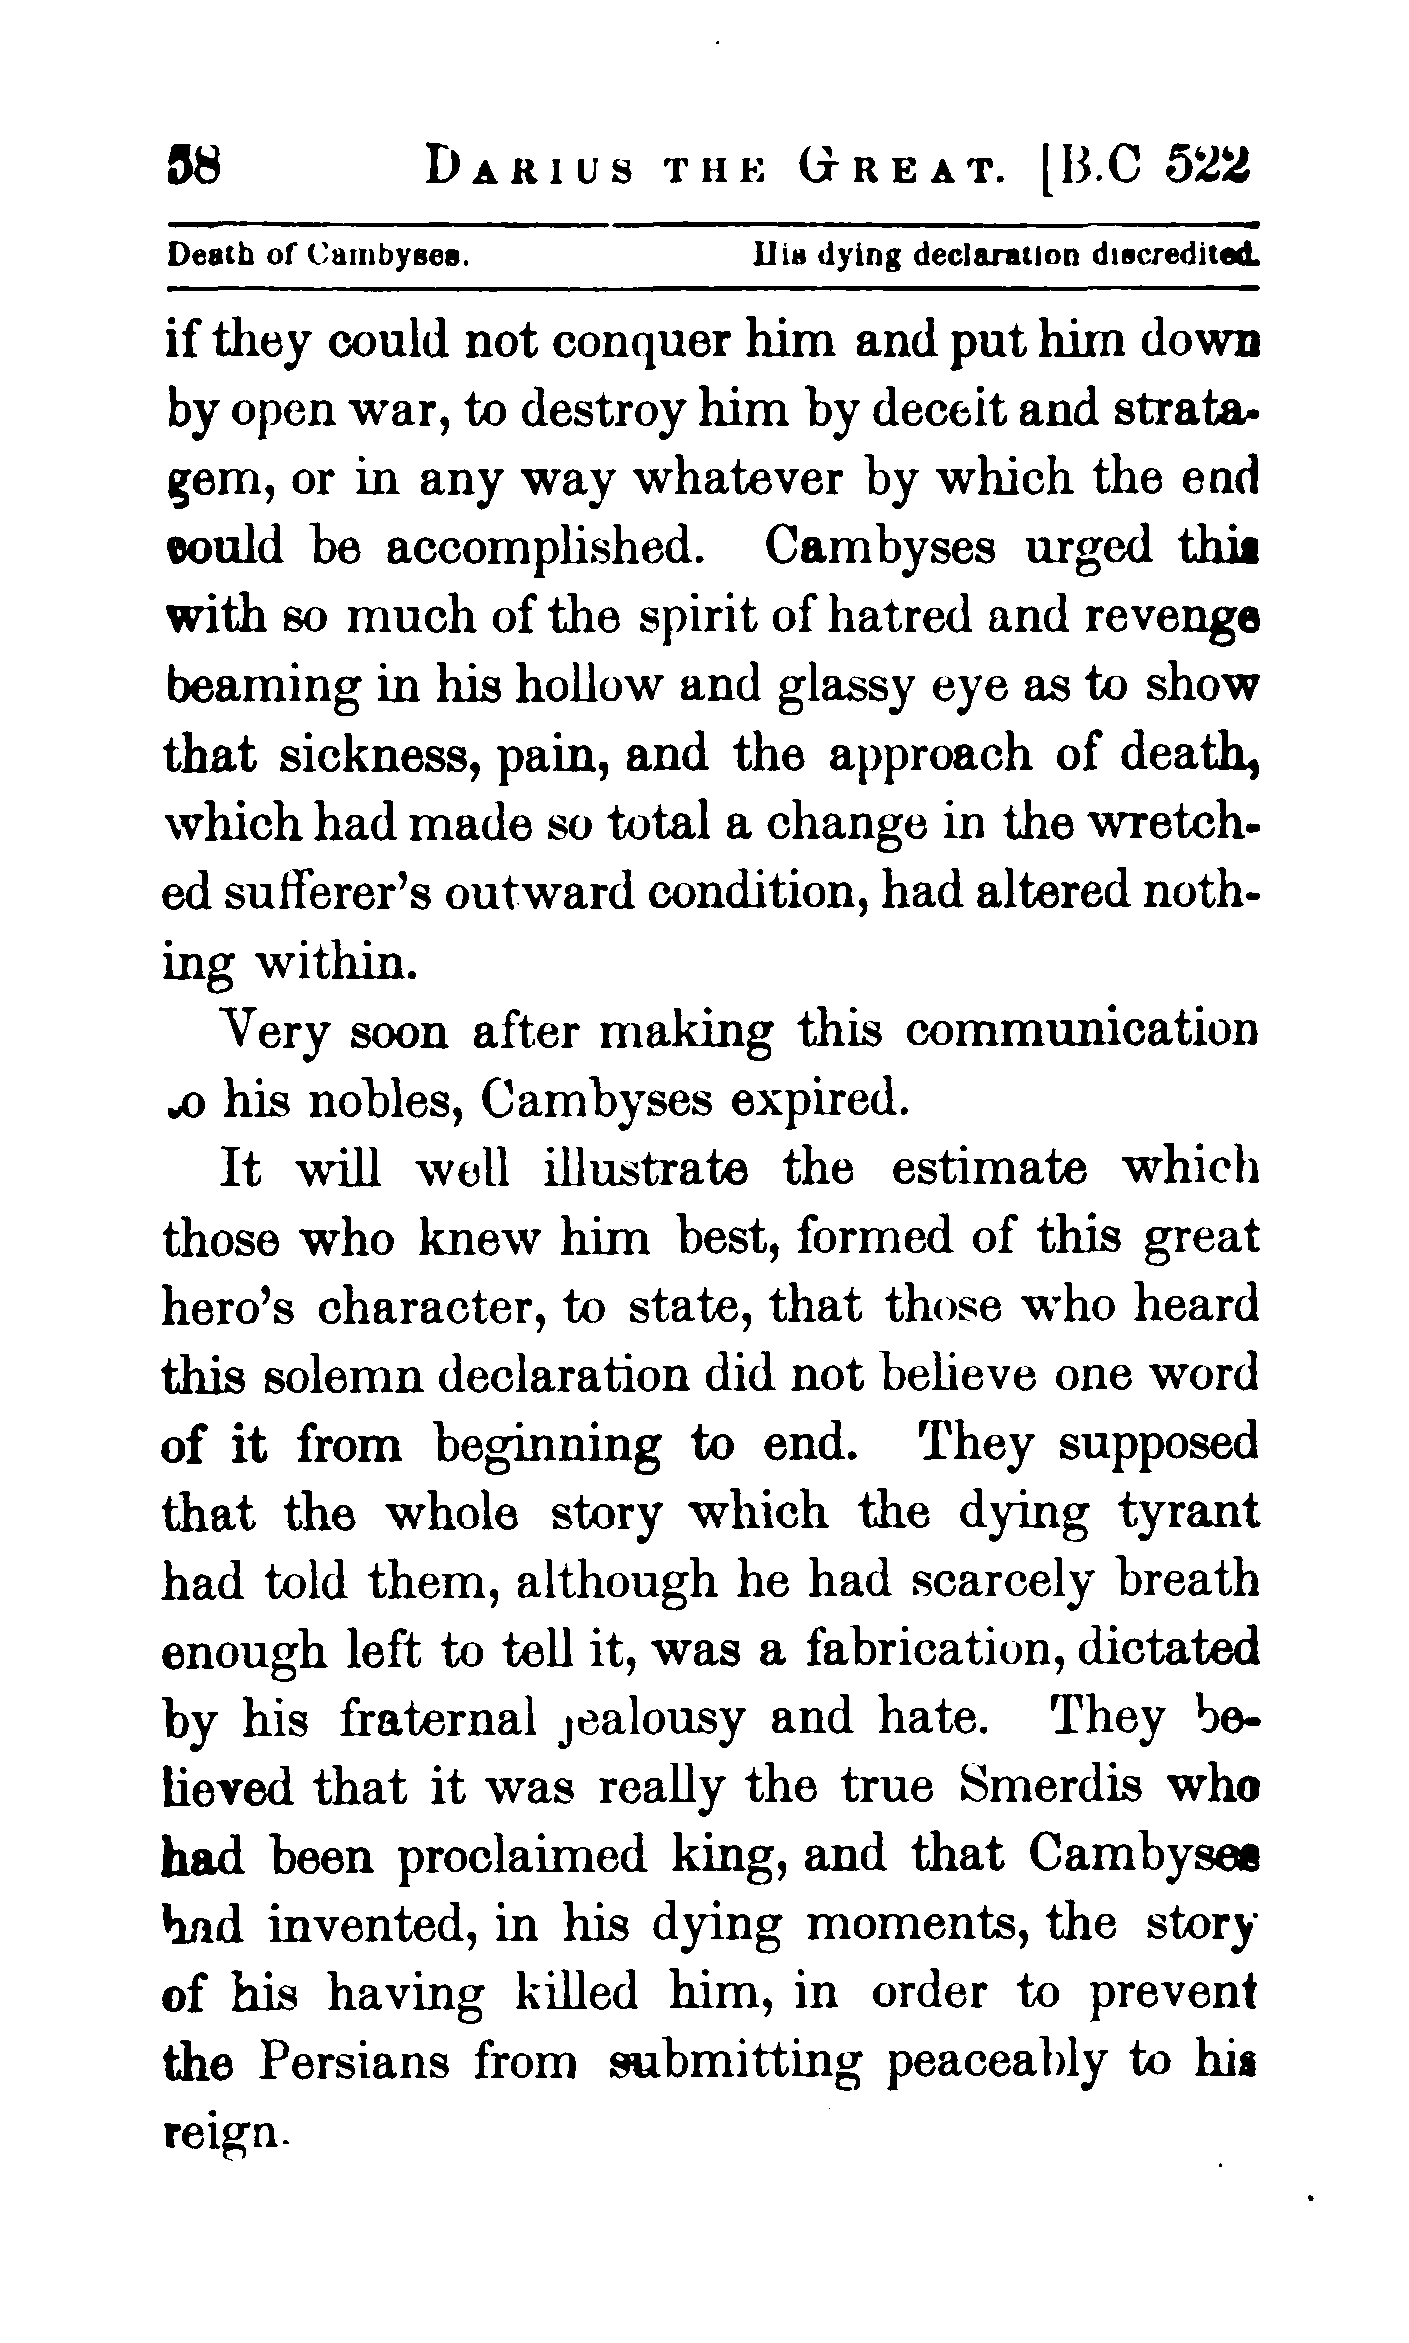 58 DARIUS THE GREAT. [B.C 522
Death of Cambyses. His dying declaration discredited.
if they could not conquer him and put him down
by open war, to destroy him by deceit and strata-
gem, or in any way whatever by which the end
could be accomplished. Cambyses urged this
with so much of the spirit of hatred and revenge
beaming in his hollow and glassy eye as to show
that sickness, pain, and the approach of death,
which had made so total a change in the wretch-
ed sufferer's outward condition, had altered noth-
ing within.
Very soon after making this communication
to his nobles, Cambyses expired.
It will well illustrate the estimate which
those who knew him best, formed of this great
hero's character, to state, that those who heard
this solemn declaration did not believe one word
of it from beginning to end. They supposed
that the whole story which the dying tyrant
had told them, although he had scarcely breath
enough left to tell it, was a fabrication, dictated
by his fraternal jealousy and hate. They be-
lieved that it was really the true Smerdis who
had been proclaimed king, and that Cambyses
had invented, in his dying moments, the story
of his having killed him, in order to prevent
the Persians from submitting peaceably to his
reign.